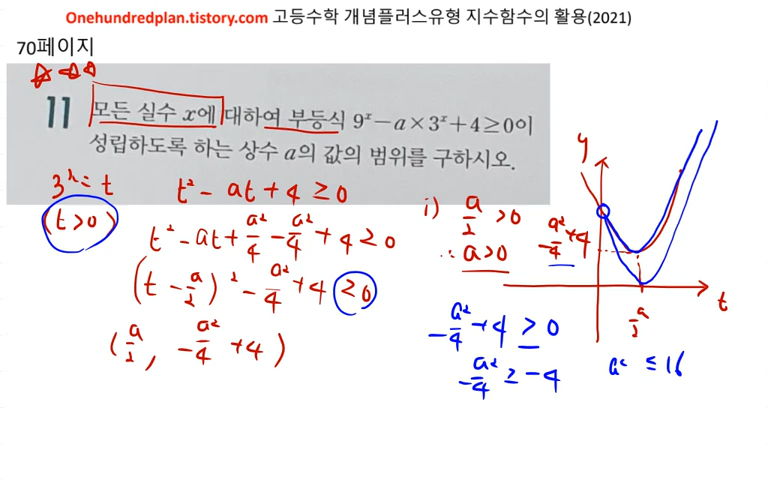 Onehundredplan.tistory.com 고등수학 개념플러스유형 지수함수의 활용(2021)
70페이지
11 모든 실수 x에 대하여 부등식 9ˣ-a×3ˣ+4≥0이
성립하도록 하는 상수 a의 값의 범위를 구하시오.
3ˣ=t t²-at+4≥0
(t>0) t²-at+a²/4-a²/4+4≥0
(t-a/2)²-a²/4+4≥0
(a/2, -a²/4+4)
i) a/2>0
∴a>0
-a²/4+4≥0
-a²/4≥-4 a²≤16
y
-a²/4+4
t
a/2